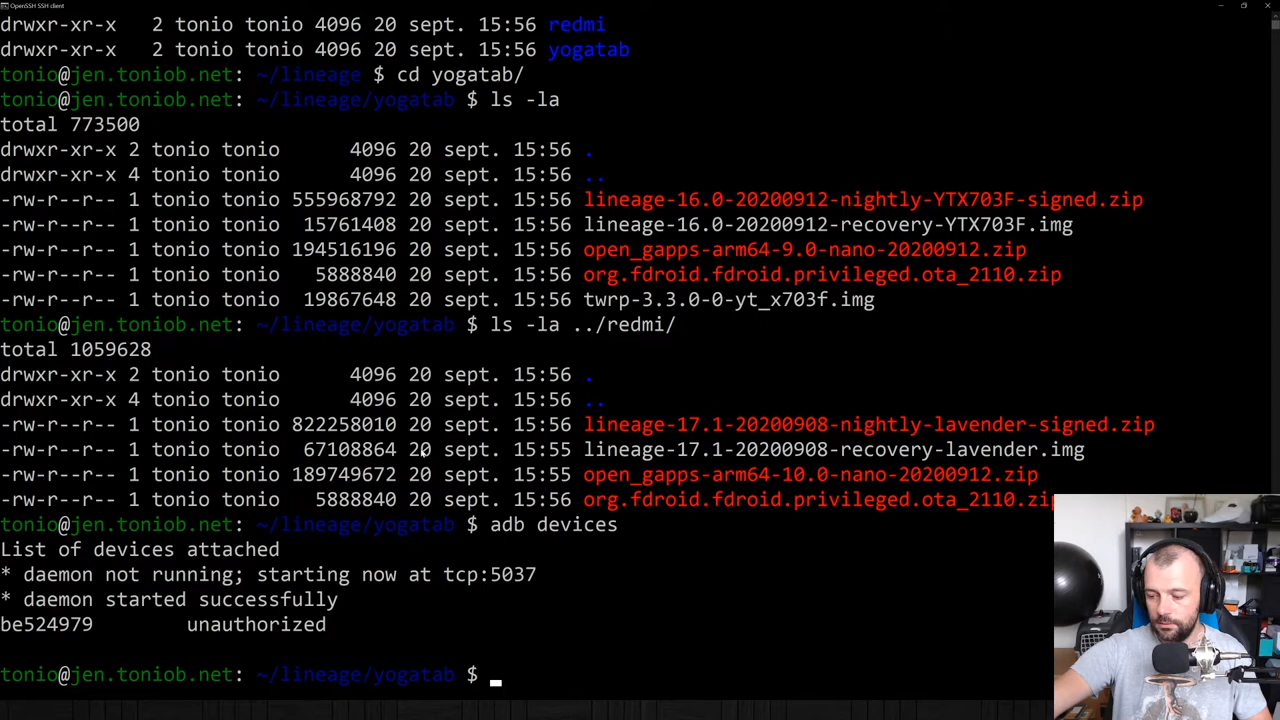 OpenSSH SSH client
drwxr-xr-x   2 tonio tonio 4096 20 sept. 15:56 redmi
drwxr-xr-x   2 tonio tonio 4096 20 sept. 15:56 yogatab
tonio@jen.toniob.net: ~/lineage $ cd yogatab/
tonio@jen.toniob.net: ~/lineage/yogatab $ ls -la
total 773500
drwxr-xr-x 2 tonio tonio      4096 20 sept. 15:56 .
drwxr-xr-x 4 tonio tonio      4096 20 sept. 15:56 ..
-rw-r--r-- 1 tonio tonio 555968792 20 sept. 15:56 lineage-16.0-20200912-nightly-YTX703F-signed.zip
-rw-r--r-- 1 tonio tonio  15761408 20 sept. 15:56 lineage-16.0-20200912-recovery-YTX703F.img
-rw-r--r-- 1 tonio tonio 194516196 20 sept. 15:56 open_gapps-arm64-9.0-nano-20200912.zip
-rw-r--r-- 1 tonio tonio   5888840 20 sept. 15:56 org.fdroid.fdroid.privileged.ota_2110.zip
-rw-r--r-- 1 tonio tonio  19867648 20 sept. 15:56 twrp-3.3.0-0-yt_x703f.img
tonio@jen.toniob.net: ~/lineage/yogatab $ ls -la ../redmi/
total 1059628
drwxr-xr-x 2 tonio tonio      4096 20 sept. 15:56 .
drwxr-xr-x 4 tonio tonio      4096 20 sept. 15:56 ..
-rw-r--r-- 1 tonio tonio 822258010 20 sept. 15:56 lineage-17.1-20200908-nightly-lavender-signed.zip
-rw-r--r-- 1 tonio tonio  67108864 20 sept. 15:55 lineage-17.1-20200908-recovery-lavender.img
-rw-r--r-- 1 tonio tonio 189749672 20 sept. 15:56 open_gapps-arm64-10.0-nano-20200912.zip
-rw-r--r-- 1 tonio tonio   5888840 20 sept. 15:56 org.fdroid.fdroid.privileged.ota_2110.zip
tonio@jen.toniob.net: ~/lineage/yogatab $ adb devices
List of devices attached
* daemon not running; starting now at tcp:5037
* daemon started successfully
be524979        unauthorized
tonio@jen.toniob.net: ~/lineage/yogatab $